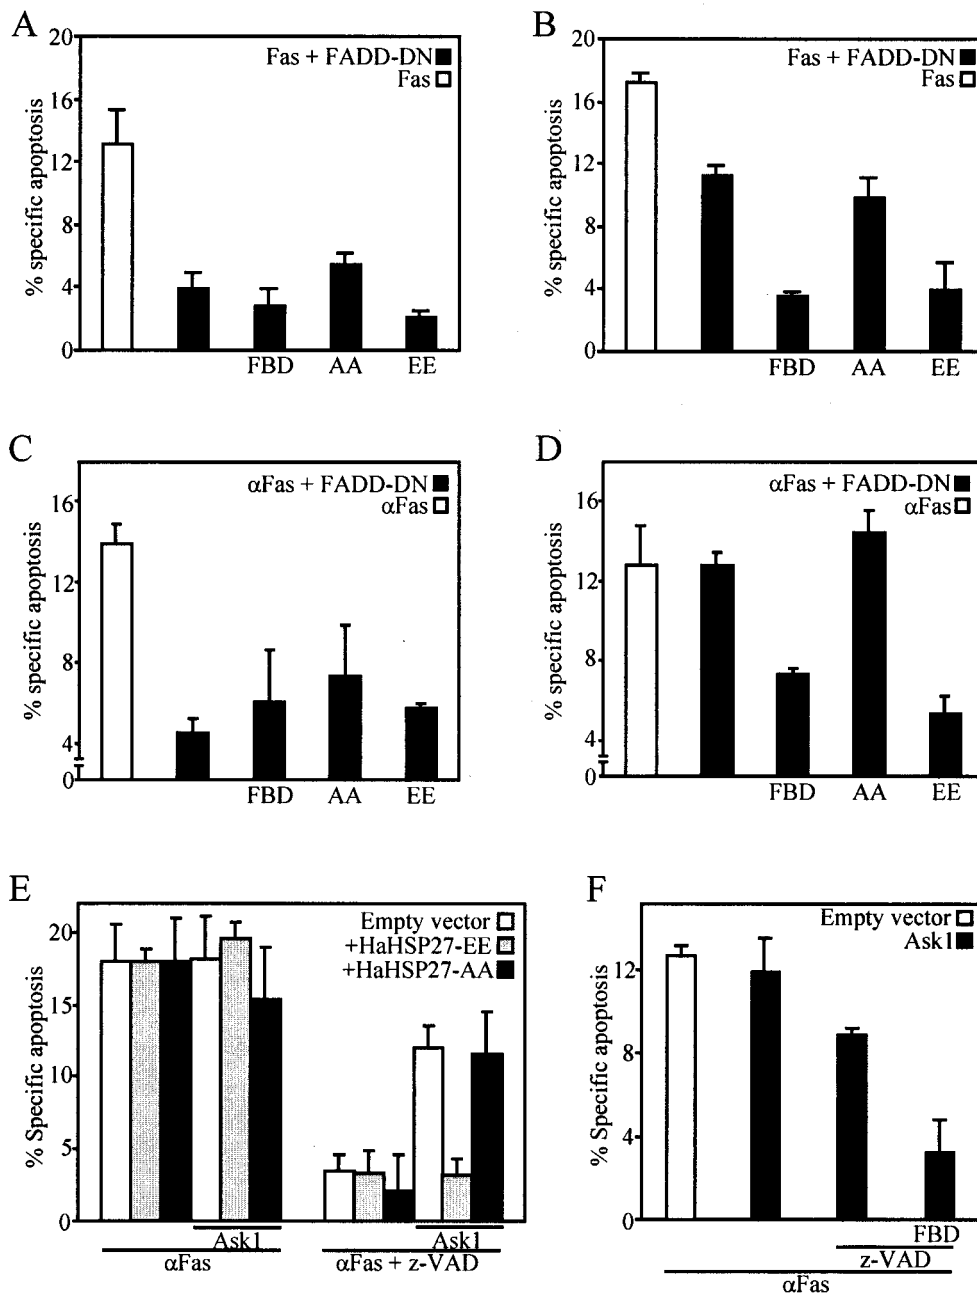 A
20
16
12
8
4
0
% specific apoptosis
Fas + FADD-DN
Fas
FBD AA EE
B
20
16
12
8
4
0
% specific apoptosis
Fas + FADD-DN
Fas
FBD AA EE
C
16
12
8
4
0
% specific apoptosis
αFas + FADD-DN
αFas
FBD AA EE
D
16
12
8
4
0
% specific apoptosis
αFas + FADD-DN
αFas
FBD AA EE
E
20
15
10
5
0
% Specific apoptosis
Empty vector
+HaHSP27-EE
+HaHSP27-AA
Ask1 Ask1
αFas αFas + z-VAD
F
12
8
4
0
% Specific apoptosis
Empty vector
Ask1
FBD
z-VAD
αFas